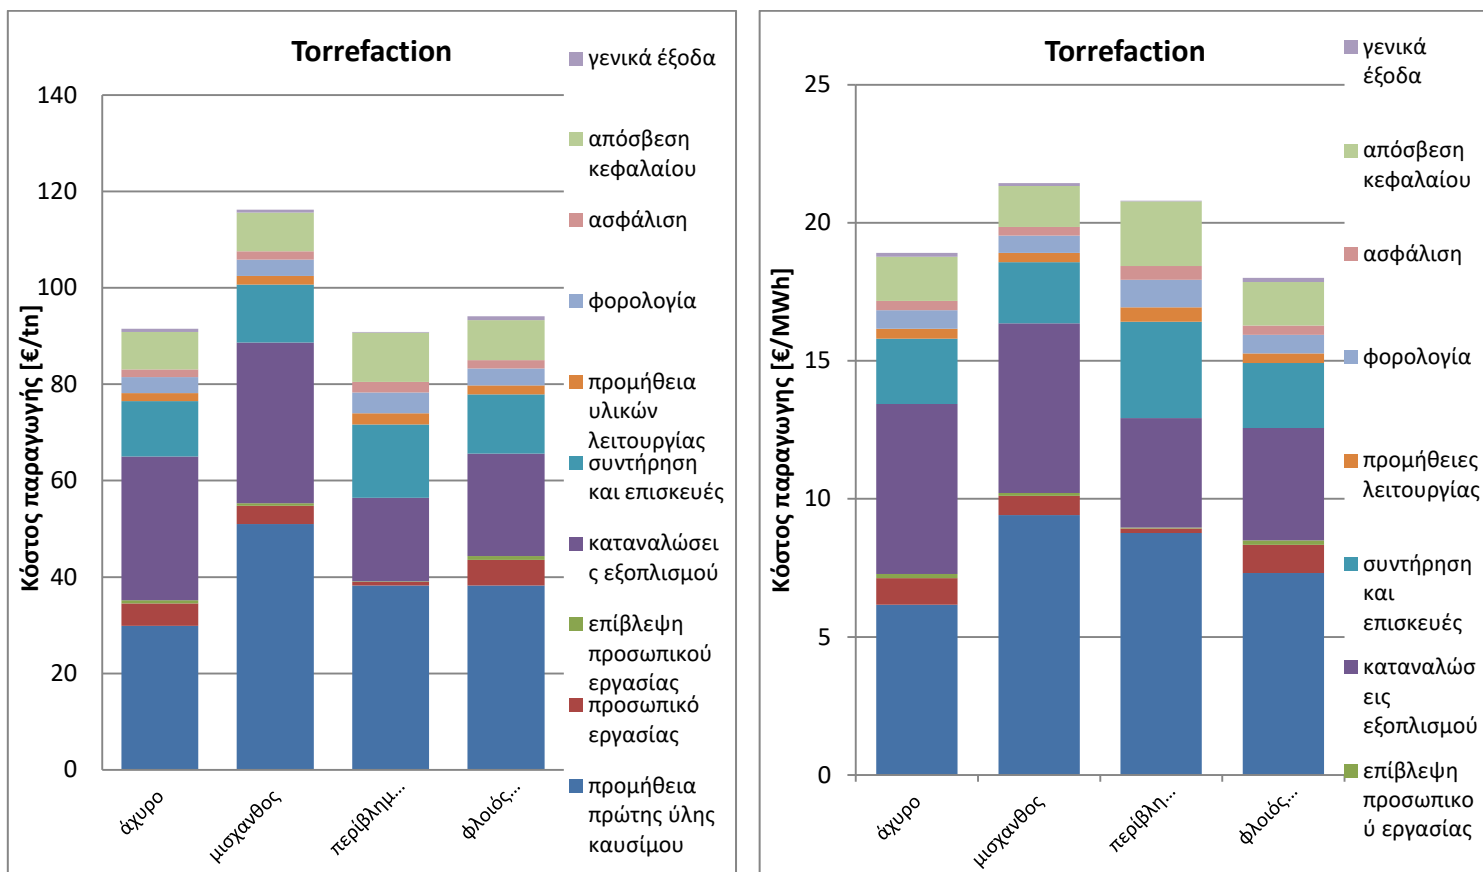 Torrefaction
Κόστος παραγωγής [€/tn]
140
120
100
80
60
40
20
0
άχυρο
μισχανθος
περίβλημ...
φλοιός...
γενικά έξοδα
απόσβεση
κεφαλαίου
ασφάλιση
φορολογία
προμήθεια
υλικών
λειτουργίας
συντήρηση
και επισκευές
καταναλώσει
ς εξοπλισμού
επίβλεψη
προσωπικού
εργασίας
προσωπικό
εργασίας
προμήθεια
πρώτης ύλης
καυσίμου
Torrefaction
Κόστος παραγωγης [€/MWh]
25
20
15
10
5
0
άχυρο
μισχανθος
περίβλη...
φλοιός...
γενικά
έξοδα
απόσβεση
κεφαλαίου
ασφάλιση
φορολογία
προμήθειες
λειτουργίας
συντήρηση
και
επισκευές
καταναλώσ
εις
εξοπλισμού
επίβλεψη
προσωπικο
ύ εργασίας